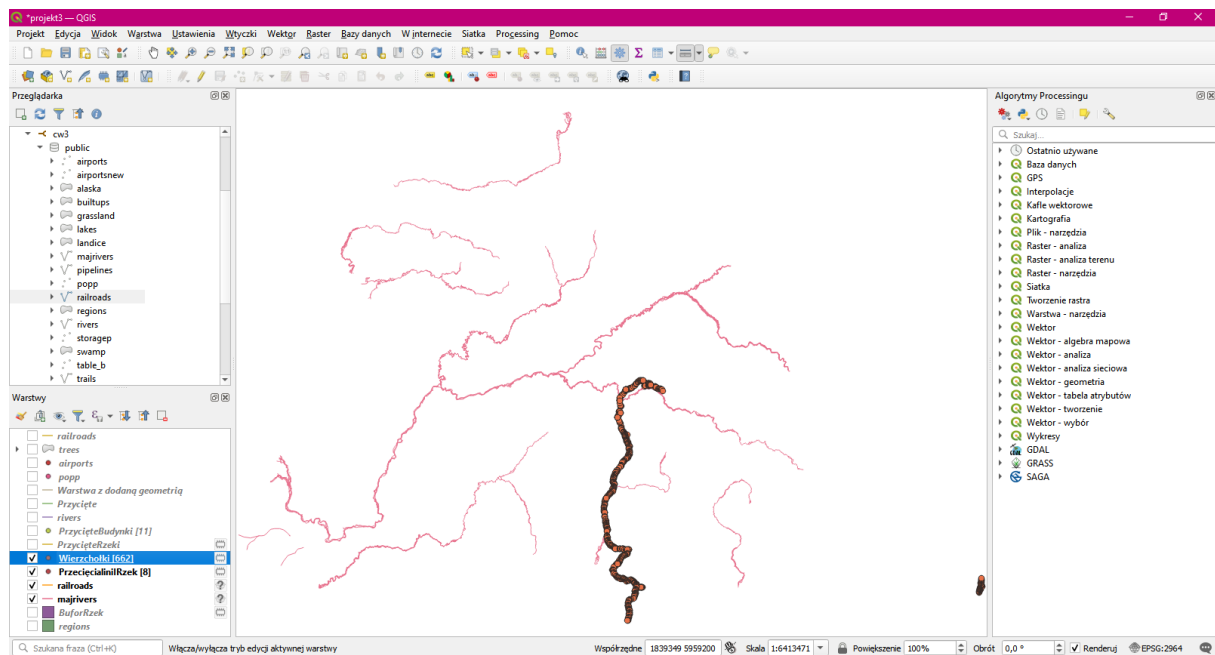 *projekt3 — QGIS
Projekt Edycja Widok Warstwa Ustawienia Wtyczki Wektor Raster Bazy danych W internecie Siatka Processing Pomoc
Przeglądarka
cw3
public
airports
airportsnew
alaska
builtups
grassland
lakes
landice
majrivers
pipelines
popp
railroads
regions
rivers
storagep
swamp
table_b
trails
Warstwy
railroads
trees
airports
popp
Warstwa z dodaną geometrią
Przycięte
rivers
PrzycięteBudynki [11]
PrzycięteRzeki
Wierzchołki [662]
PrzecięcialiniIRzek [8]
railroads
majrivers
BuforRzek
regions
Algorytmy Processingu
Szukaj...
Ostatnio używane
Baza danych
GPS
Interpolacje
Kafle wektorowe
Kartografia
Plik - narzędzia
Raster - analiza
Raster - analiza terenu
Raster - narzędzia
Siatka
Tworzenie rastra
Warstwa - narzędzia
Wektor
Wektor - algebra mapowa
Wektor - analiza
Wektor - analiza sieciowa
Wektor - geometria
Wektor - tabela atrybutów
Wektor - tworzenie
Wektor - wybór
Wykresy
GDAL
GRASS
SAGA
Szukana fraza (Ctrl+K) Włącza/wyłącza tryb edycji aktywnej warstwy Współrzędne 1839349 5959200 Skala 1:6413471 Powiększenie 100% Obrót 0,0 ° Renderuj EPSG:2964